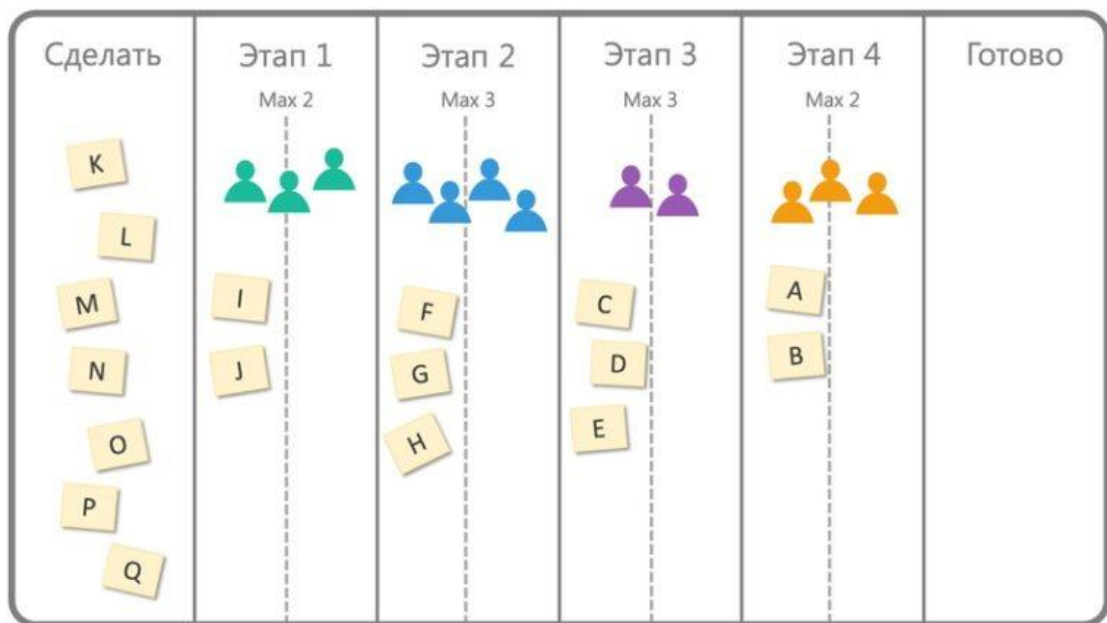 Сделать
Этап 1
Этап 2
Этап 3
Этап 4
Готово
Max 2
Max 3
Max 3
Max 2
K
L
M
N
O
P
Q
I
J
F
G
H
C
D
E
A
B